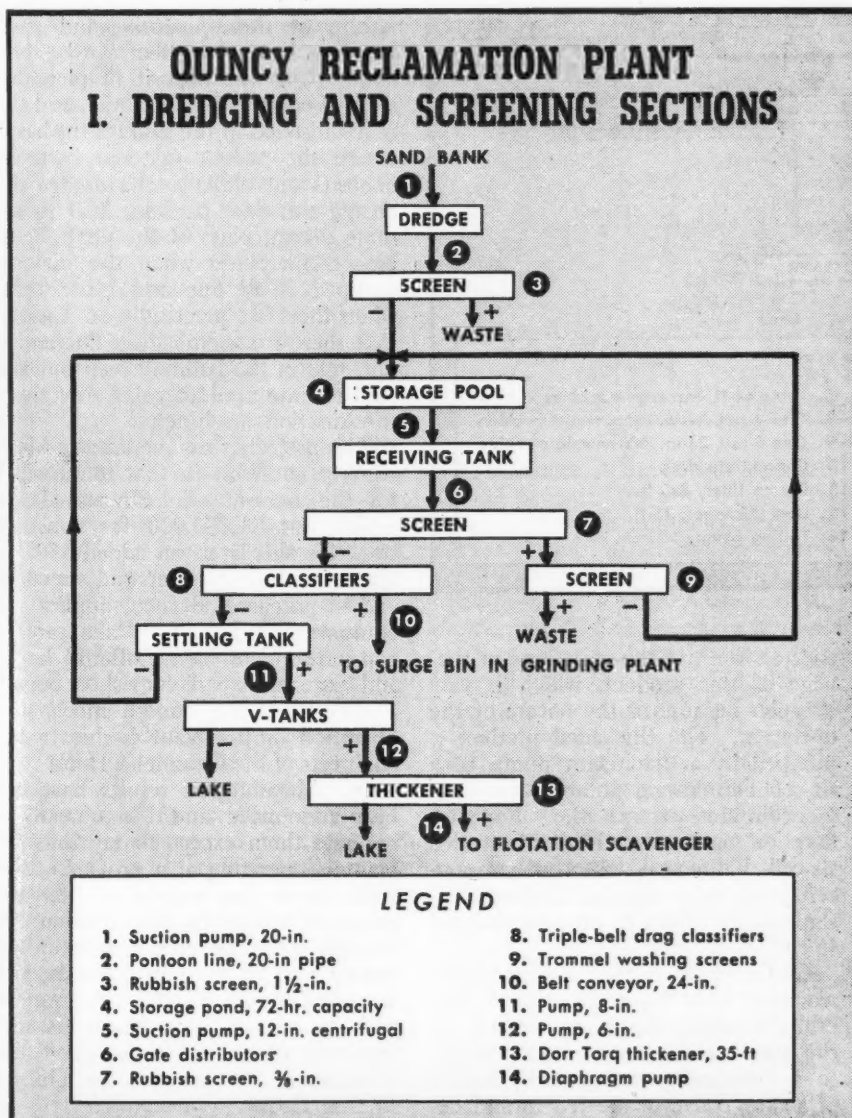 QUINCY RECLAMATION PLANT
I. DREDGING AND SCREENING SECTIONS
SAND BANK
1
DREDGE
2
SCREEN 3
- +
WASTE
4 STORAGE POOL
5
RECEIVING TANK
6
SCREEN 7
- +
8 CLASSIFIERS SCREEN 9
- + 10 + -
SETTLING TANK WASTE
TO SURGE BIN IN GRINDING PLANT
11 +
V-TANKS
- + 12
LAKE THICKENER 13
- 14 +
LAKE TO FLOTATION SCAVENGER
LEGEND
1. Suction pump, 20-in.
2. Pontoon line, 20-in pipe
3. Rubbish screen, 1½-in.
4. Storage pond, 72-hr. capacity
5. Suction pump, 12-in. centrifugal
6. Gate distributors
7. Rubbish screen, ⅜-in.
8. Triple-belt drag classifiers
9. Trommel washing screens
10. Belt conveyor, 24-in.
11. Pump, 8-in.
12. Pump, 6-in.
13. Dorr Torq thickener, 35-ft
14. Diaphragm pump